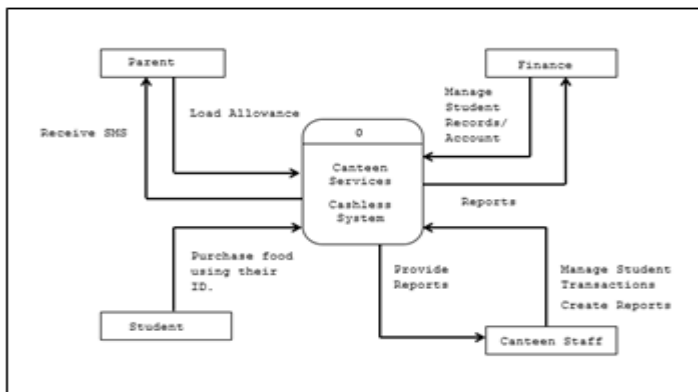 Parent
Finance
Load Allowance
Receive SMS
Manage
Student
Records/
Account
0
Canteen
Services
Cashless
System
Reports
Purchase food
using their
ID.
Provide
Reports
Manage Student
Transactions
Create Reports
Student
Canteen Staff